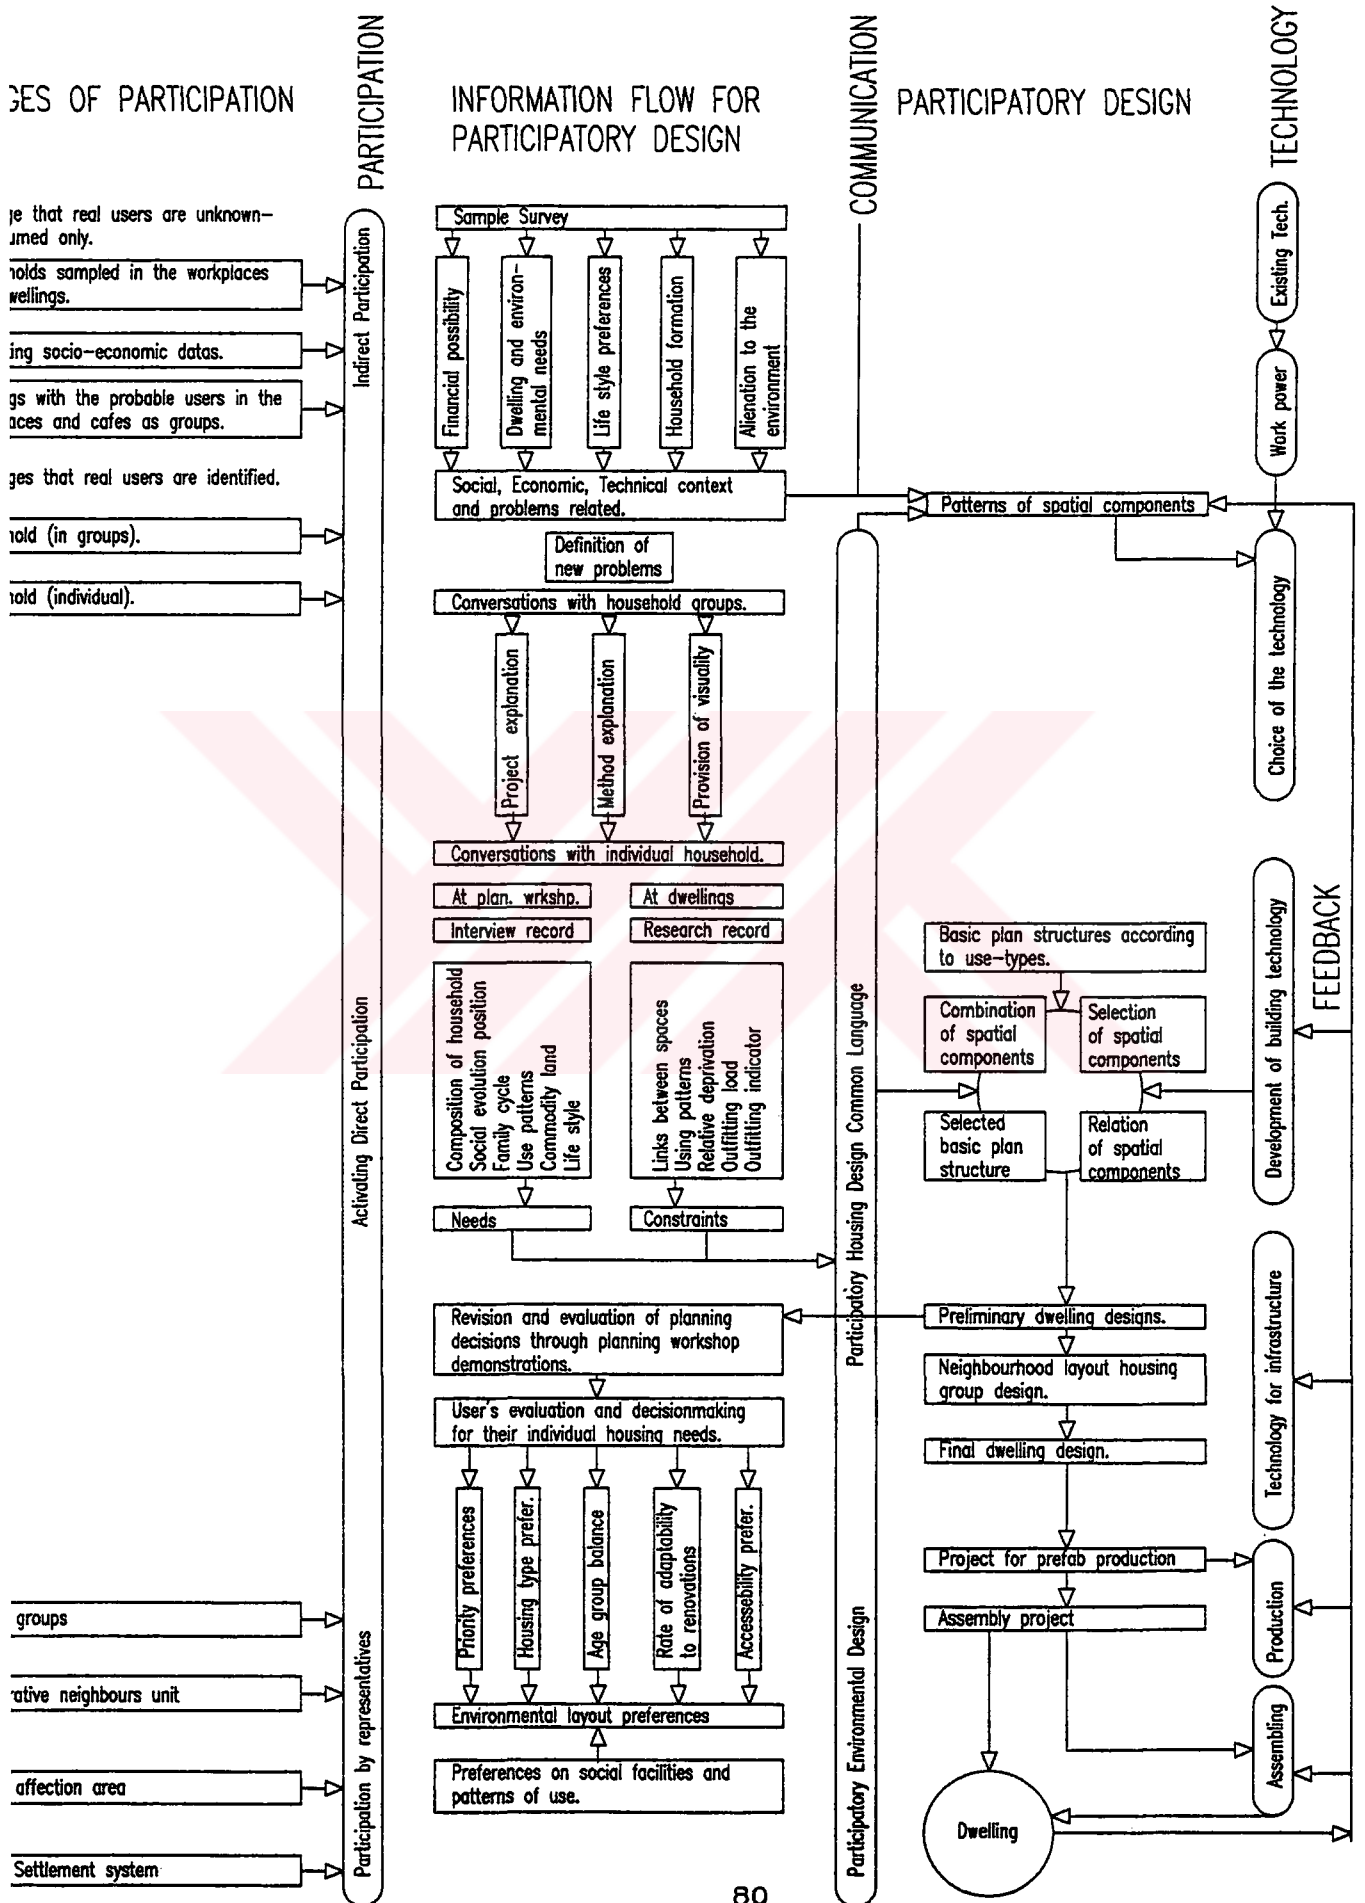 GES OF PARTICIPATION
ge that real users are unknown-
umed only.
holds sampled in the workplaces
wellings.
ing socio-economic datas.
gs with the probable users in the
aces and cafes as groups.
ges that real users are identified.
hold (in groups).
hold (individual).
groups
rative neighbours unit
affection area
Settlement system
PARTICIPATION
Indirect Participation
Activating Direct Participation
Participation by representatives
INFORMATION FLOW FOR
PARTICIPATORY DESIGN
Sample Survey
Financial possibility
Dwelling and environ-
mental needs
Life style preferences
Household formation
Alienation to the
environment
Social, Economic, Technical context
and problems related.
Definition of
new problems
Conversations with household groups.
Project explanation
Method explanation
Provision of visuality
Conversations with individual household.
At plan. wrkshp.
At dwellings
Interview record
Research record
Composition of household
Social evolution position
Family cycle
Use patterns
Commodity land
Life style
Links between spaces
Using patterns
Relative deprivation
Outfitting load
Outfitting indicator
Needs
Constraints
Revision and evaluation of planning
decisions through planning workshop
demonstrations.
User's evaluation and decisionmaking
for their individual housing needs.
Priority preferences
Housing type prefer.
Age group balance
Rate of adaptability
to renovations
Accessebility prefer.
Environmental layout preferences
Preferences on social facilities and
patterns of use.
COMMUNICATION
Participatory Housing Design Common Language
Participatory Environmental Design
PARTICIPATORY DESIGN
Patterns of spatial components
Basic plan structures according
to use-types.
Combination
of spatial
components
Selection
of spatial
components
Selected
basic plan
structure
Relation
of spatial
components
Preliminary dwelling designs.
Neighbourhood layout housing
group design.
Final dwelling design.
Project for prefab production
Assembly project
Dwelling
TECHNOLOGY
Existing Tech.
Work power
Choice of the technology
Development of building technology
Technology for infrastructure
Production
Assembling
FEEDBACK
80